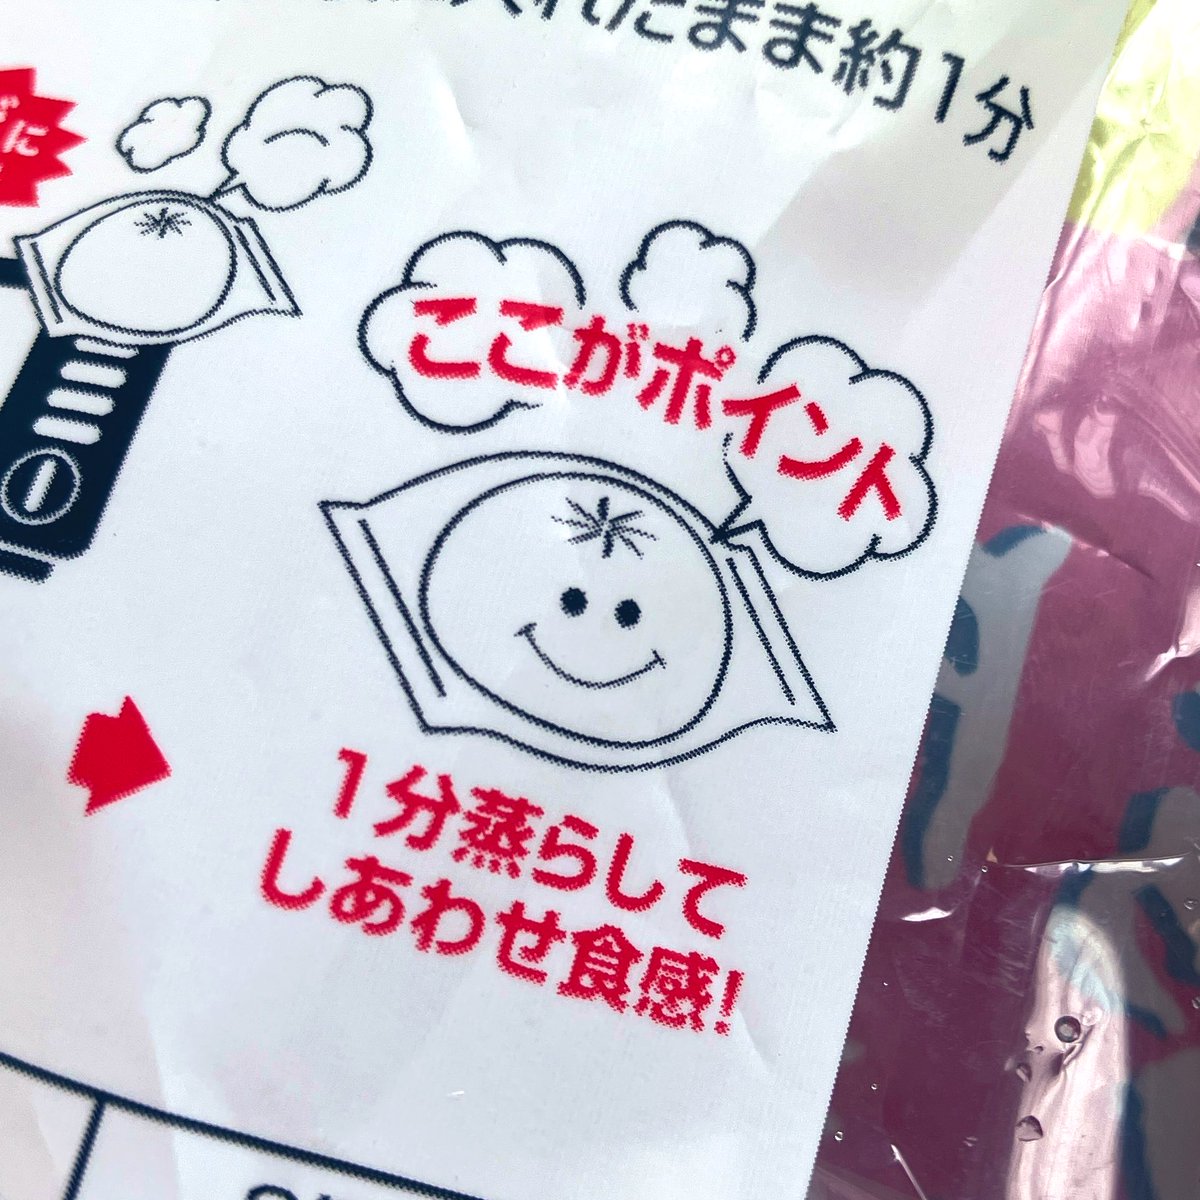 れたまま約1分
に
ここがポイント
1分蒸らして
しあわせ食感!